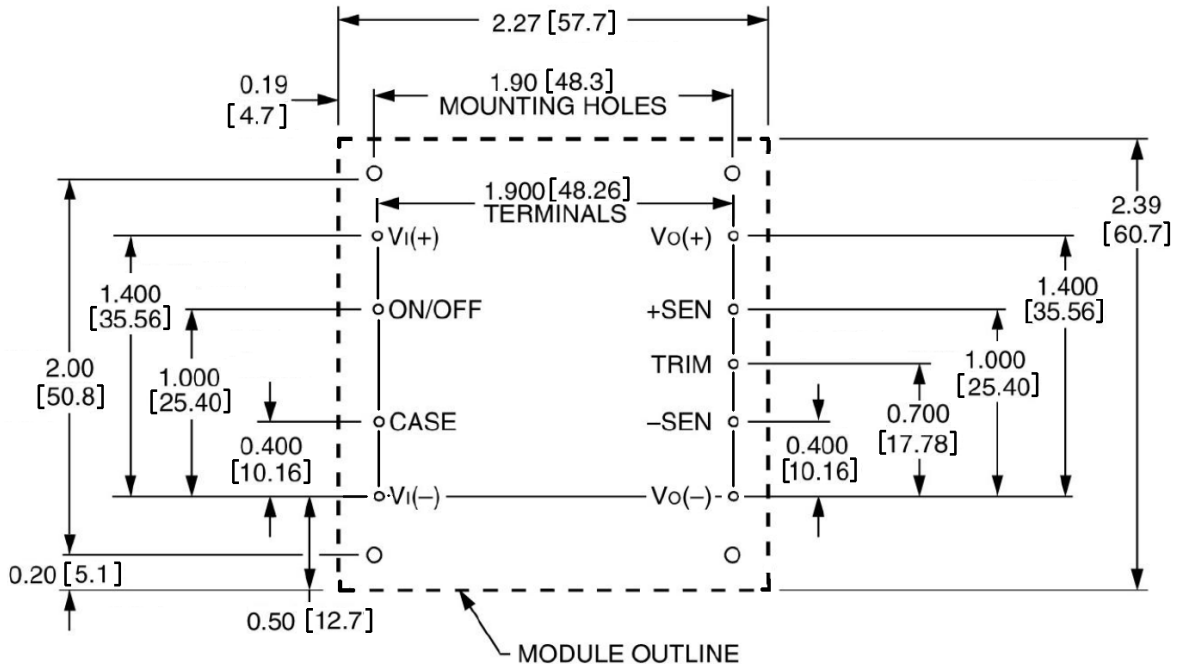 2.27 [57.7]
0.19
[4.7]
1.90 [48.3]
MOUNTING HOLES
1.900 [48.26]
TERMINALS
2.39
[60.7]
VI(+)
VO(+)
1.400
[35.56]
1.400
[35.56]
ON/OFF
+SEN
2.00
[50.8]
1.000
[25.40]
TRIM
1.000
[25.40]
0.700
[17.78]
CASE
–SEN
0.400
[10.16]
0.400
[10.16]
VI(–)
VO(–)
0.20 [5.1]
0.50 [12.7]
MODULE OUTLINE